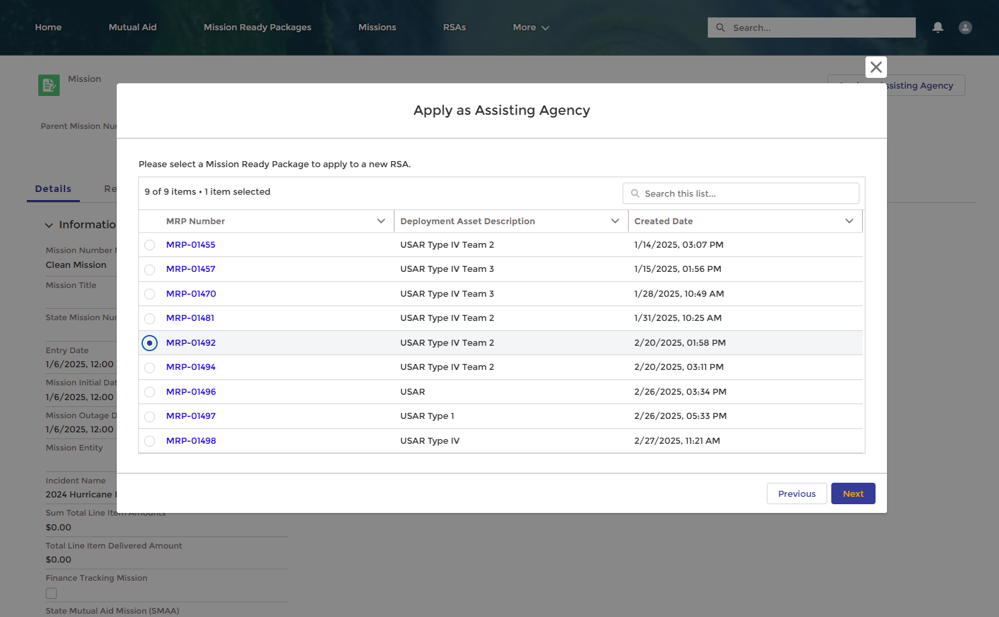 Home Mutual Aid Mission Ready Packages Missions RSAs More Search...
Mission
Assisting Agency
Parent Mission Nu
Apply as Assisting Agency
Please select a Mission Ready Package to apply to a new RSA.
9 of 9 items • 1 item selected
Search this list...
MRP Number Deployment Asset Description Created Date
MRP-01455 USAR Type IV Team 2 1/14/2025, 03:07 PM
MRP-01457 USAR Type IV Team 3 1/15/2025, 01:56 PM
MRP-01470 USAR Type IV Team 3 1/28/2025, 10:49 AM
MRP-01481 USAR Type IV Team 2 1/31/2025, 10:25 AM
MRP-01492 USAR Type IV Team 2 2/20/2025, 01:58 PM
MRP-01494 USAR Type IV Team 2 2/20/2025, 03:11 PM
MRP-01496 USAR 2/26/2025, 03:34 PM
MRP-01497 USAR Type 1 2/26/2025, 05:33 PM
MRP-01498 USAR Type IV 2/27/2025, 11:21 AM
Previous Next
Details Re
Informatio
Mission Number
Clean Mission
Mission Title
State Mission Nu
Entry Date
1/6/2025, 12:00
Mission Initial Dat
1/6/2025, 12:00
Mission Outage D
1/6/2025, 12:00
Mission Entity
Incident Name
2024 Hurricane
Sum Total Line Item Amounts
$0.00
Total Line Item Delivered Amount
$0.00
Finance Tracking Mission
State Mutual Aid Mission (SMAA)